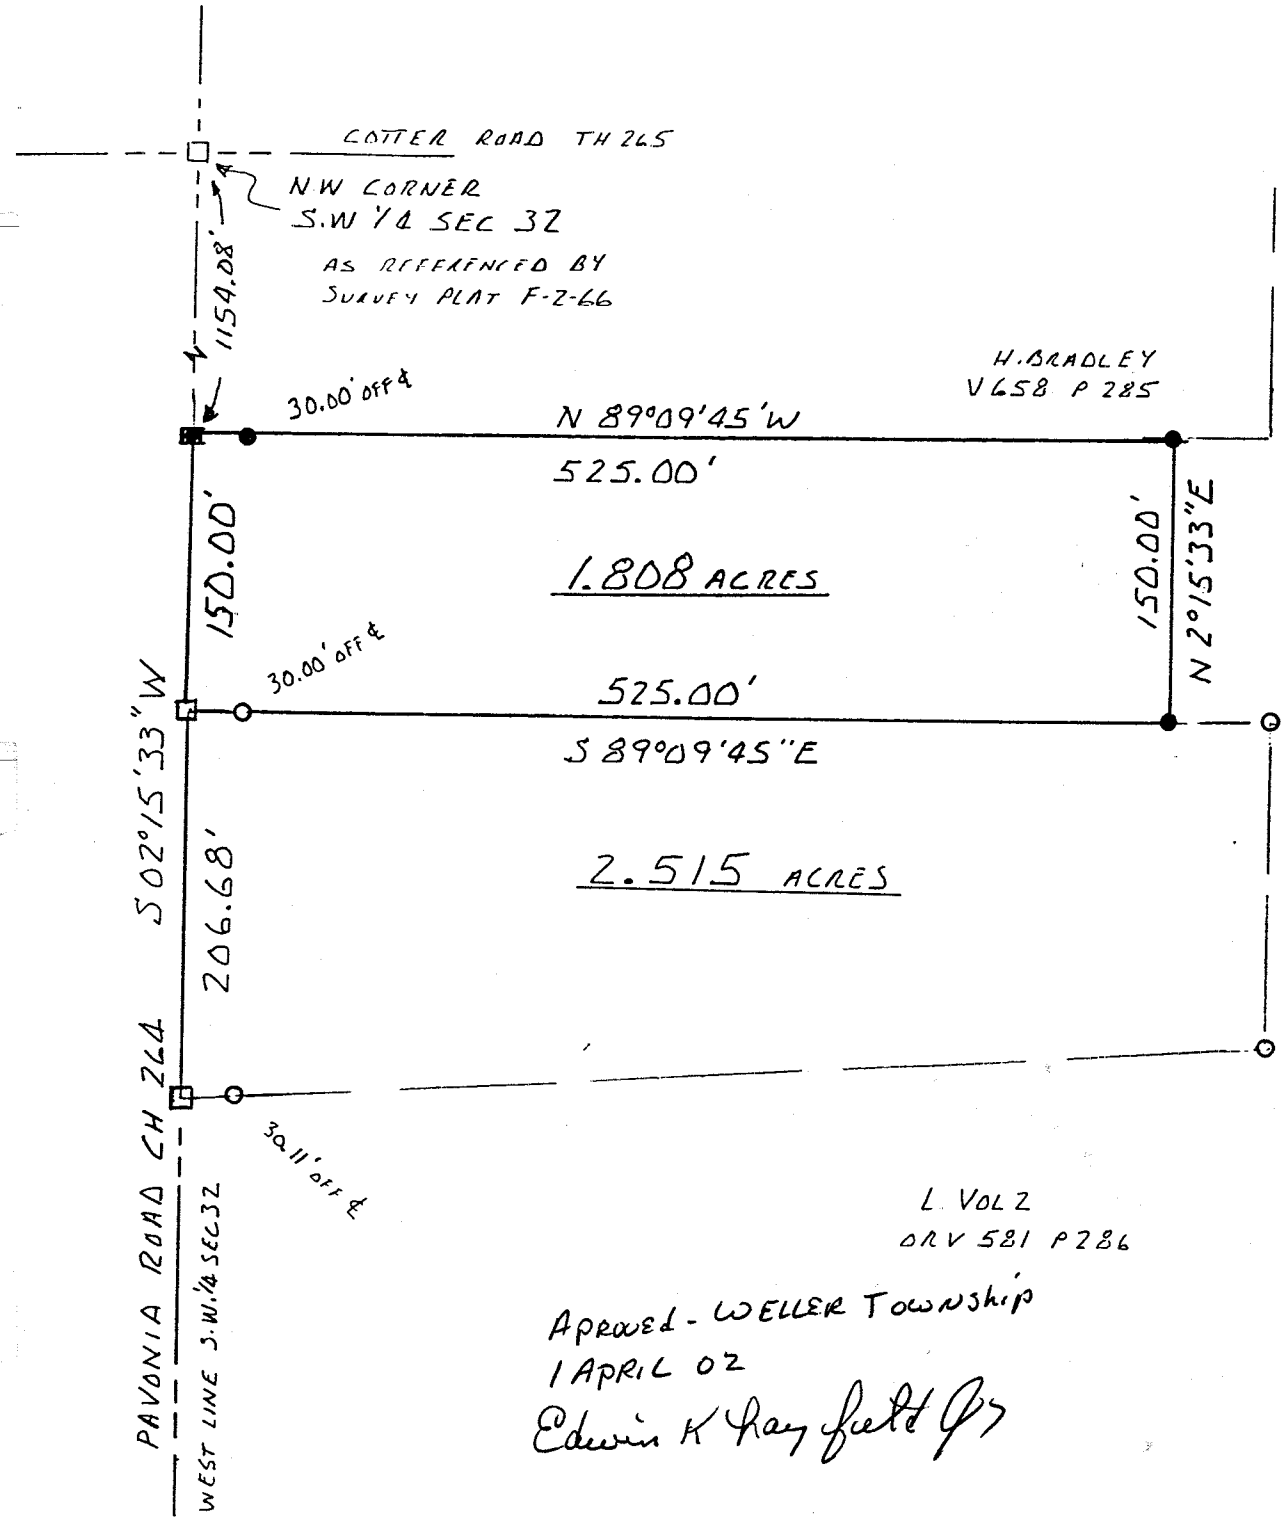 COTTER ROAD TH 265
N.W CORNER
S.W 1/4 SEC 32
AS REFERENCED BY
SURVEY PLAT F-2-66
1154.08'
H. BRADLEY
V 658 P 285
30.00' OFF ℄
N 89°09'45'W
525.00'
150.00'
1.808 ACRES
150.00'
N 2°15'33"E
30.00' OFF ℄
525.00'
S 89°09'45"E
S 02°15'33"W
206.68'
2.515 ACRES
PAVONIA ROAD CH 264
30.11' OFF ℄
WEST LINE S.W. 1/4 SEC 32
L. VOLZ
ORV 581 P 286
APROVEd - WELLER TOWNShip
1 APRIL 02
Edwin K